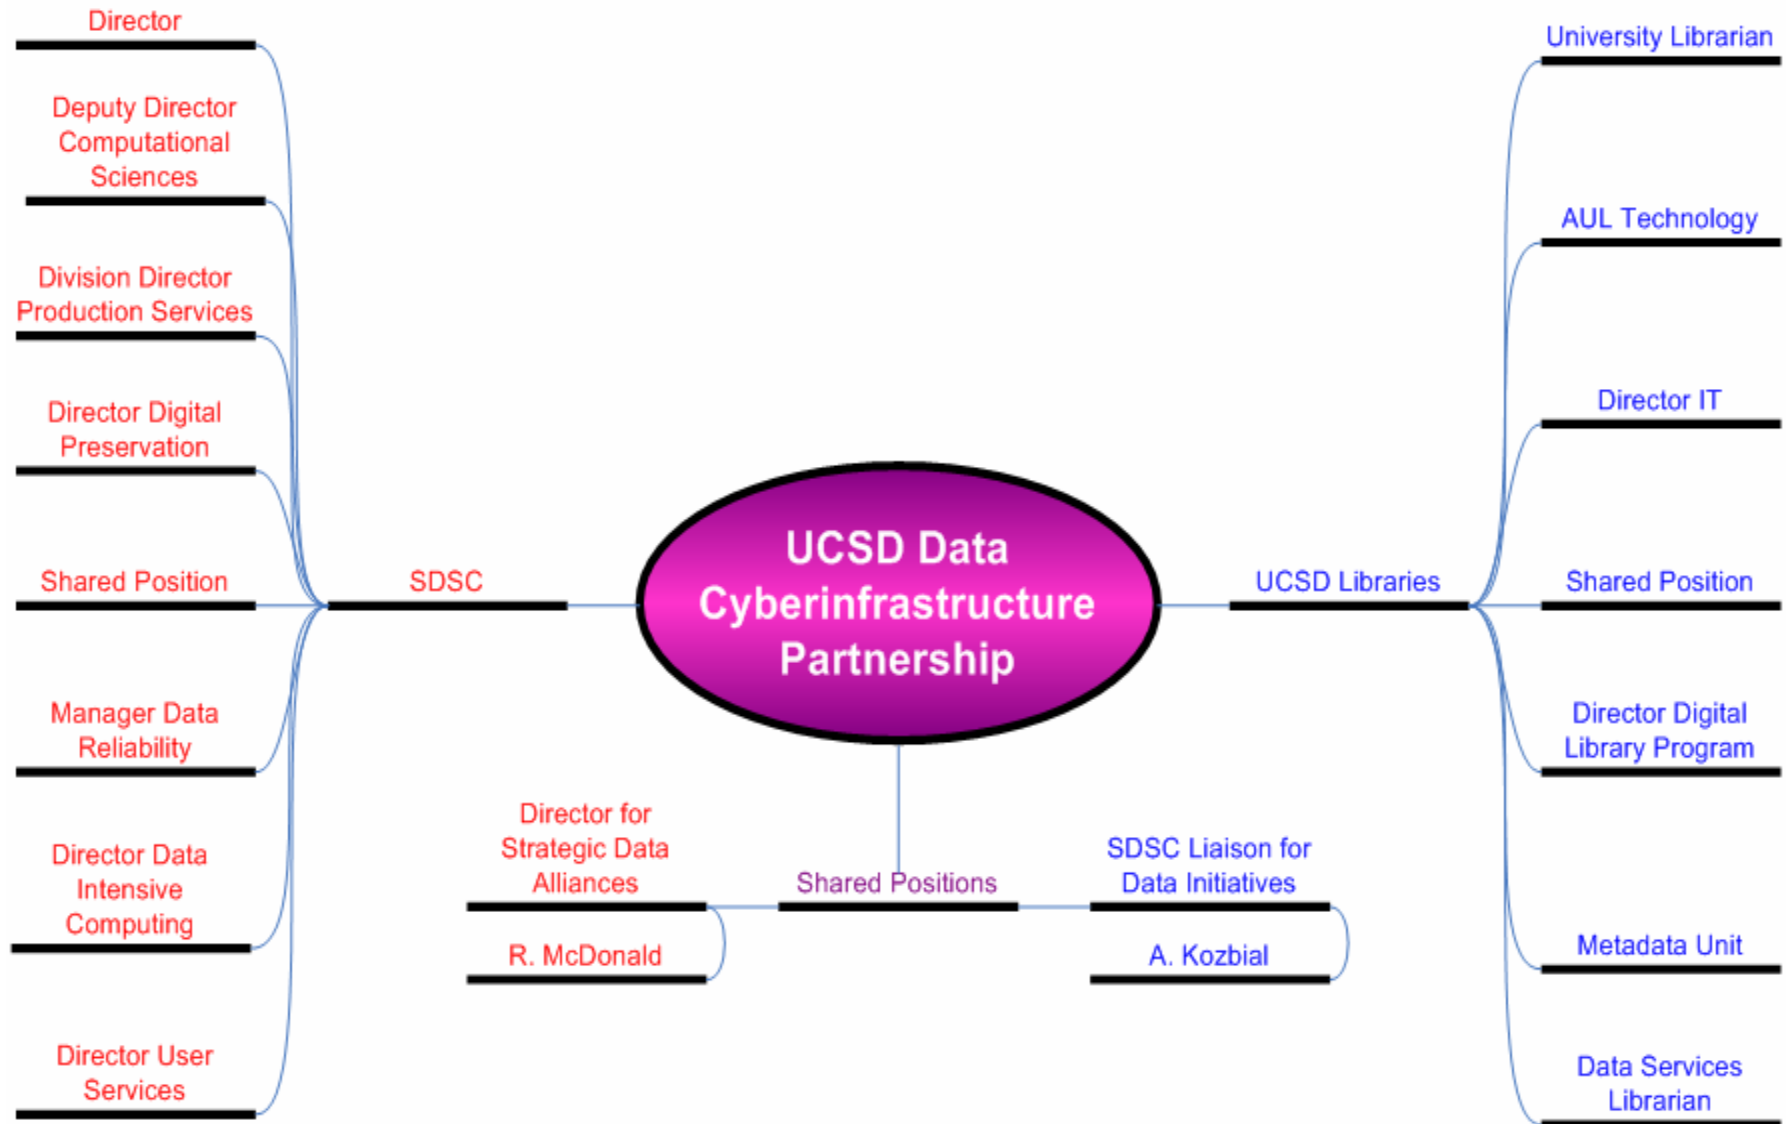 Director
Deputy Director
Computational
Sciences
Division Director
Production Services
Director Digital
Preservation
Shared Position
Manager Data
Reliability
Director Data
Intensive
Computing
Director User
Services
SDSC
UCSD Data
Cyberinfrastructure
Partnership
Director for
Strategic Data
Alliances
R. McDonald
Shared Positions
SDSC Liaison for
Data Initiatives
A. Kozbial
UCSD Libraries
University Librarian
AUL Technology
Director IT
Shared Position
Director Digital
Library Program
Metadata Unit
Data Services
Librarian